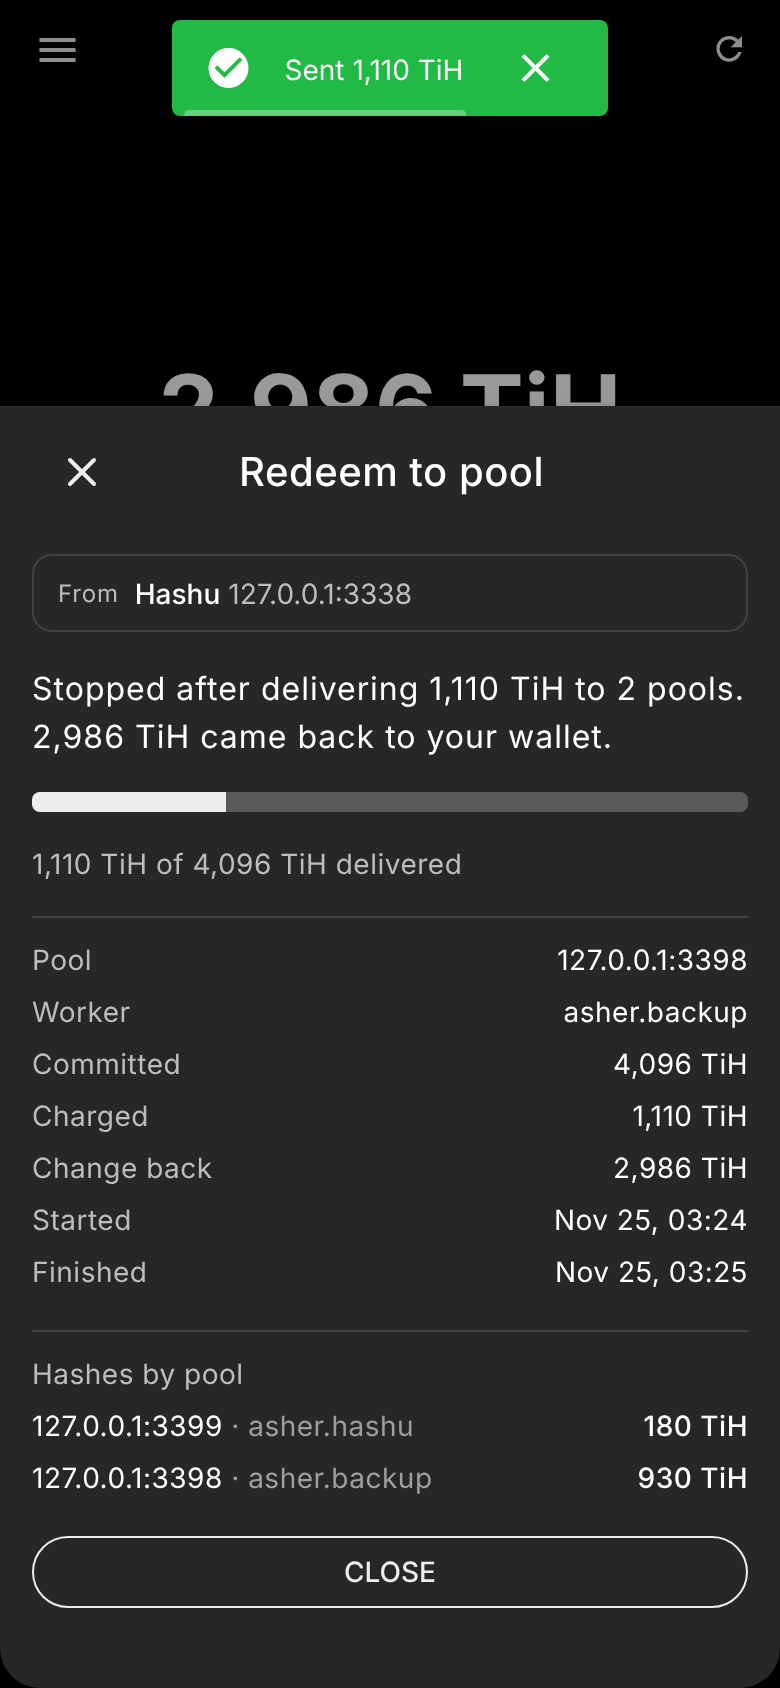 Sent 1,110 TiH
2,986 TiH
Redeem to pool
From Hashu 127.0.0.1:3338
Stopped after delivering 1,110 TiH to 2 pools.
2,986 TiH came back to your wallet.
1,110 TiH of 4,096 TiH delivered
Pool 127.0.0.1:3398
Worker asher.backup
Committed 4,096 TiH
Charged 1,110 TiH
Change back 2,986 TiH
Started Nov 25, 03:24
Finished Nov 25, 03:25
Hashes by pool
127.0.0.1:3399 · asher.hashu 180 TiH
127.0.0.1:3398 · asher.backup 930 TiH
CLOSE